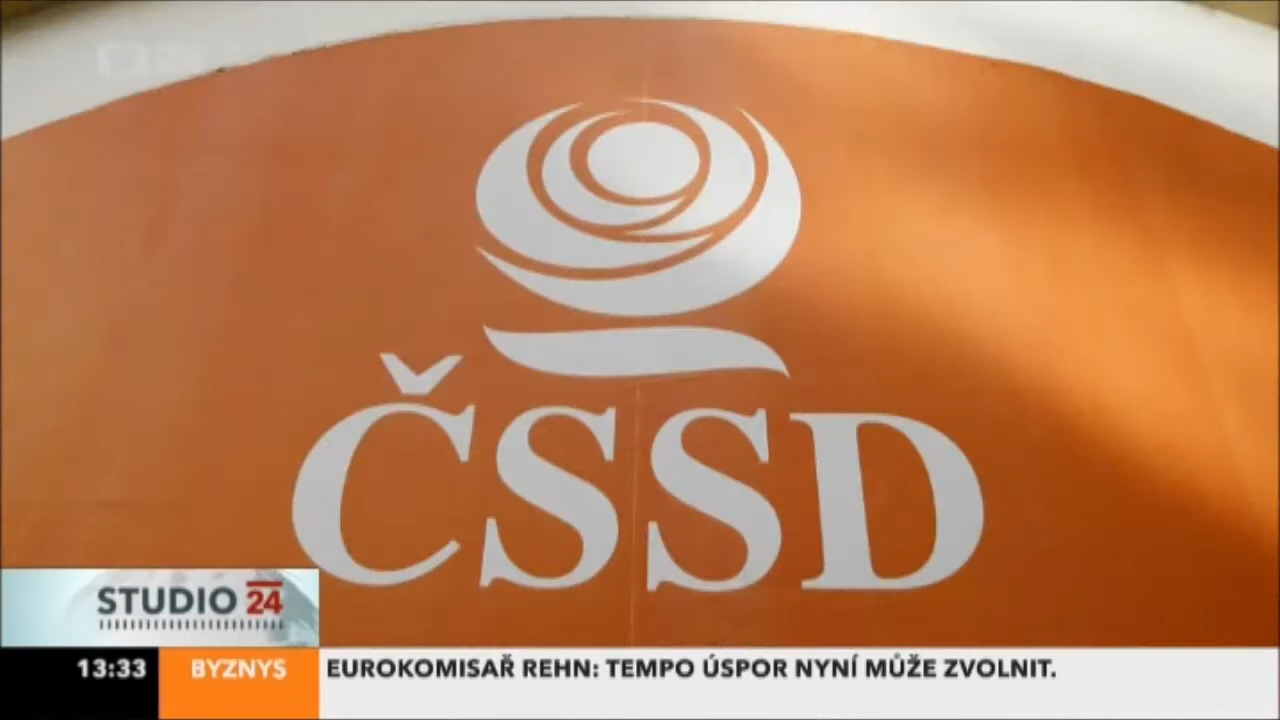 ČSSD
STUDIO 24
13:33 BYZNYS EUROKOMISAŘ REHN: TEMPO ÚSPOR NYNÍ MŮŽE ZVOLNIT.